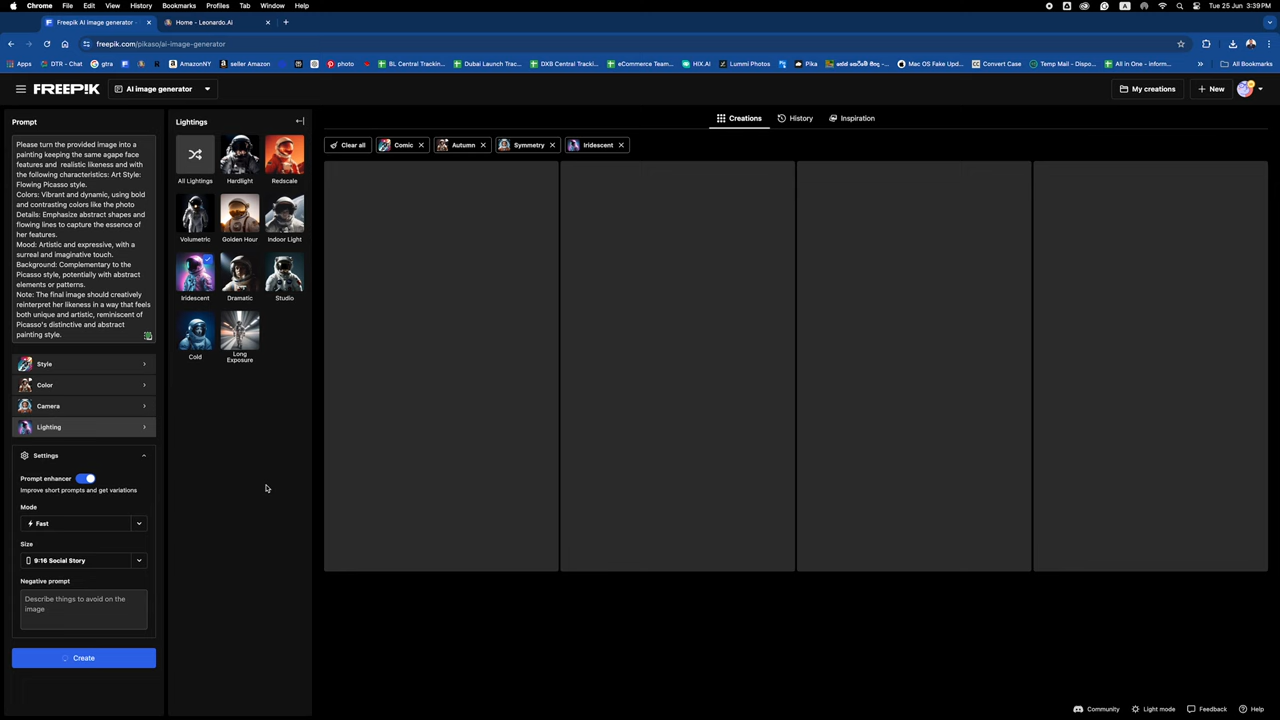 Chrome File Edit View History Bookmarks Profiles Tab Window Help
A
Tue 25 Jun 3:39 PM
Freepik AI image generator
Home - Leonardo.Ai
freepik.com/pikaso/ai-image-generator
Apps DTR - Chat gtra AmazonNY seller Amazon photo BL Central Trackin... Dubai Launch Trac... DXB Central Trackin... eCommerce Team... HIX.AI Lummi Photos Pika Mac OS Fake Upd... Convert Case Temp Mail - Dispo... All in One - inform... All Bookmarks
FREEPIK AI image generator My creations + New
Prompt
Please turn the provided image into a
painting keeping the same agape face
features and realistic likeness and with
the following characteristics: Art Style:
Flowing Picasso style.
Colors: Vibrant and dynamic, using bold
and contrasting colors like the photo
Details: Emphasize abstract shapes and
flowing lines to capture the essence of
her features.
Mood: Artistic and expressive, with a
surreal and imaginative touch.
Background: Complementary to the
Picasso style, potentially with abstract
elements or patterns.
Note: The final image should creatively
reinterpret her likeness in a way that feels
both unique and artistic, reminiscent of
Picasso's distinctive and abstract
painting style.
Style
Color
Camera
Lighting
Settings
Prompt enhancer
Improve short prompts and get variations
Mode
Fast
Size
9:16 Social Story
Negative prompt
Describe things to avoid on the
image
Create
Lightings
All Lightings Hardlight Redscale
Volumetric Golden Hour Indoor Light
Iridescent Dramatic Studio
Cold Long
Exposure
Creations History Inspiration
Clear all Comic Autumn Symmetry Iridescent
Community Light mode Feedback Help